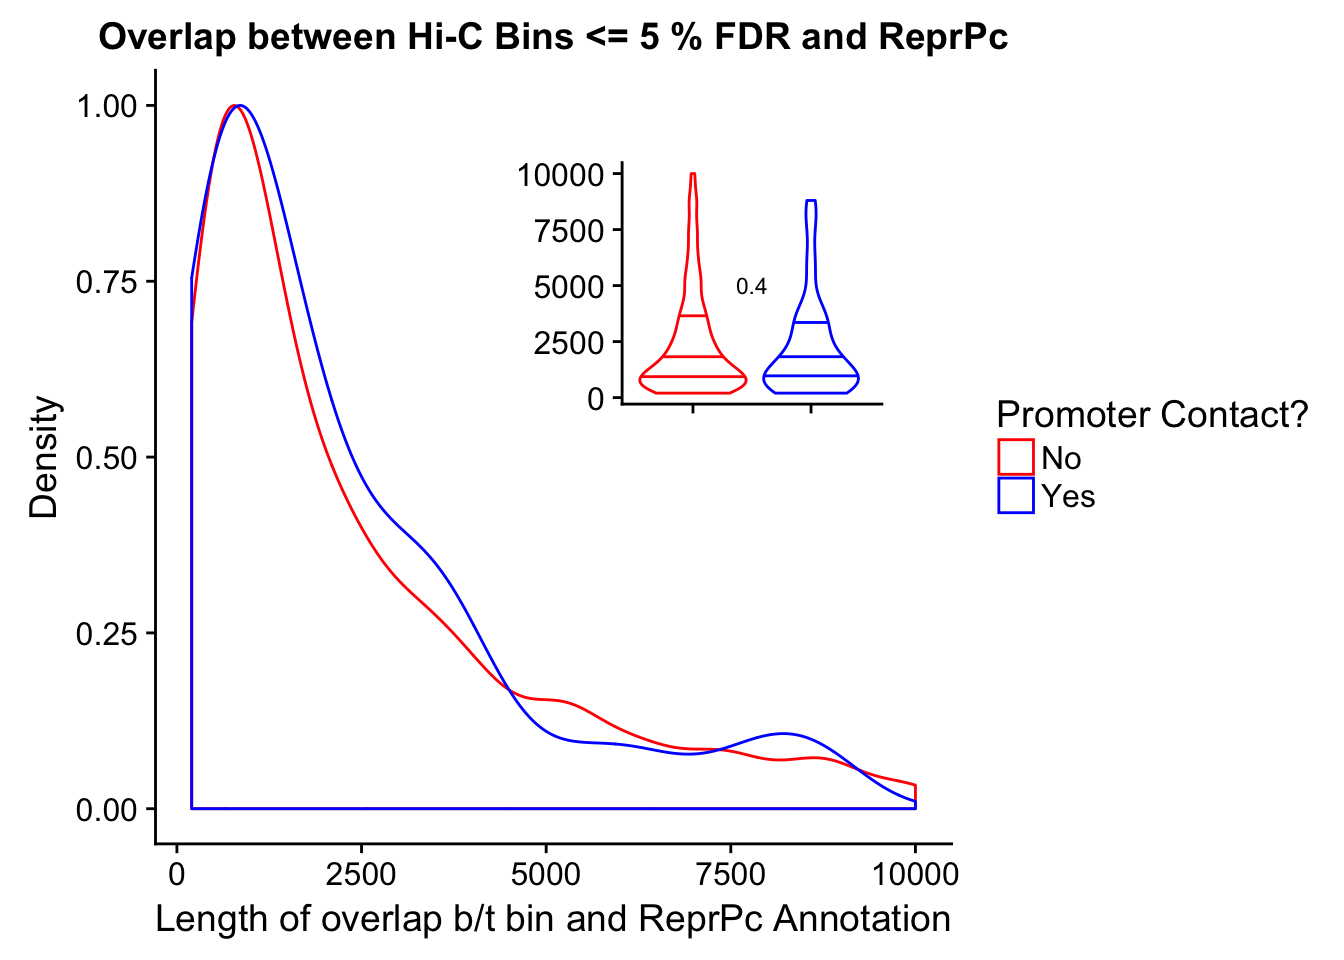 Overlap between Hi-C Bins <= 5 % FDR and ReprPc
1.00
0.75
0.50
0.25
0.00
Density
10000
7500
5000
2500
0
0.4
Promoter Contact?
No
Yes
0 2500 5000 7500 10000
Length of overlap b/t bin and ReprPc Annotation